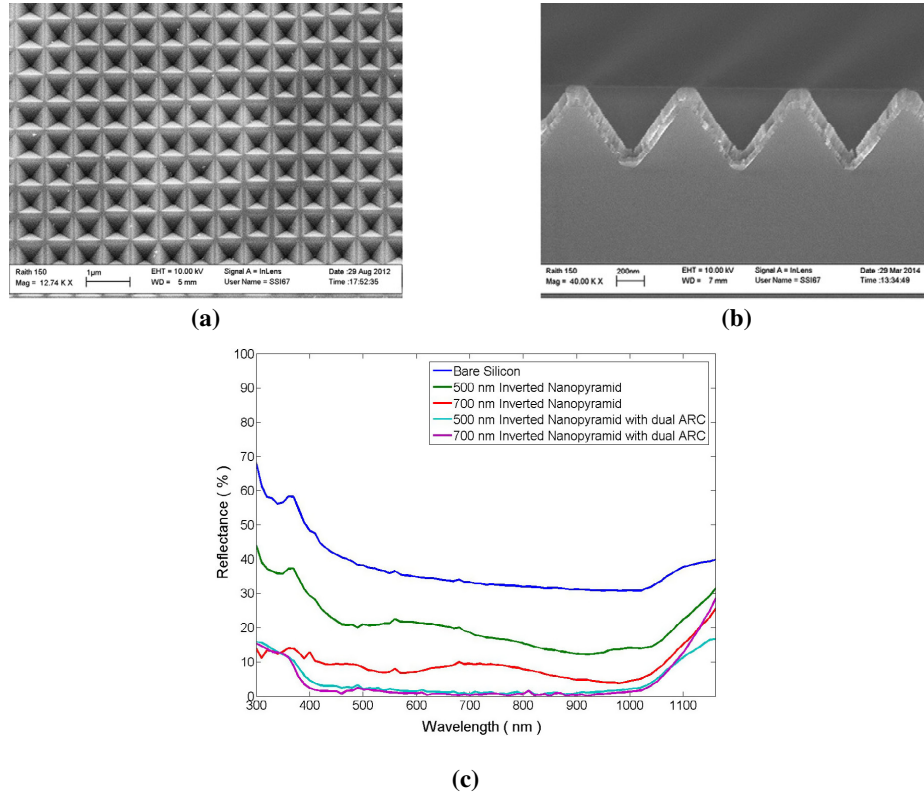 Raith 150 1µm EHT = 10.00 kV Signal A = InLens Date :29 Aug 2012
Mag = 12.74 K X WD = 5 mm User Name = SSI67 Time :17:52:35
(a)
Raith 150 200nm EHT = 10.00 kV Signal A = InLens Date :29 Mar 2014
Mag = 40.00 K X WD = 7 mm User Name = SSI67 Time :13:34:49
(b)
100
90
80
70
60
50
40
30
20
10
0
Reflectance ( % )
Bare Silicon
500 nm Inverted Nanopyramid
700 nm Inverted Nanopyramid
500 nm Inverted Nanopyramid with dual ARC
700 nm Inverted Nanopyramid with dual ARC
300 400 500 600 700 800 900 1000 1100
Wavelength ( nm )
(c)